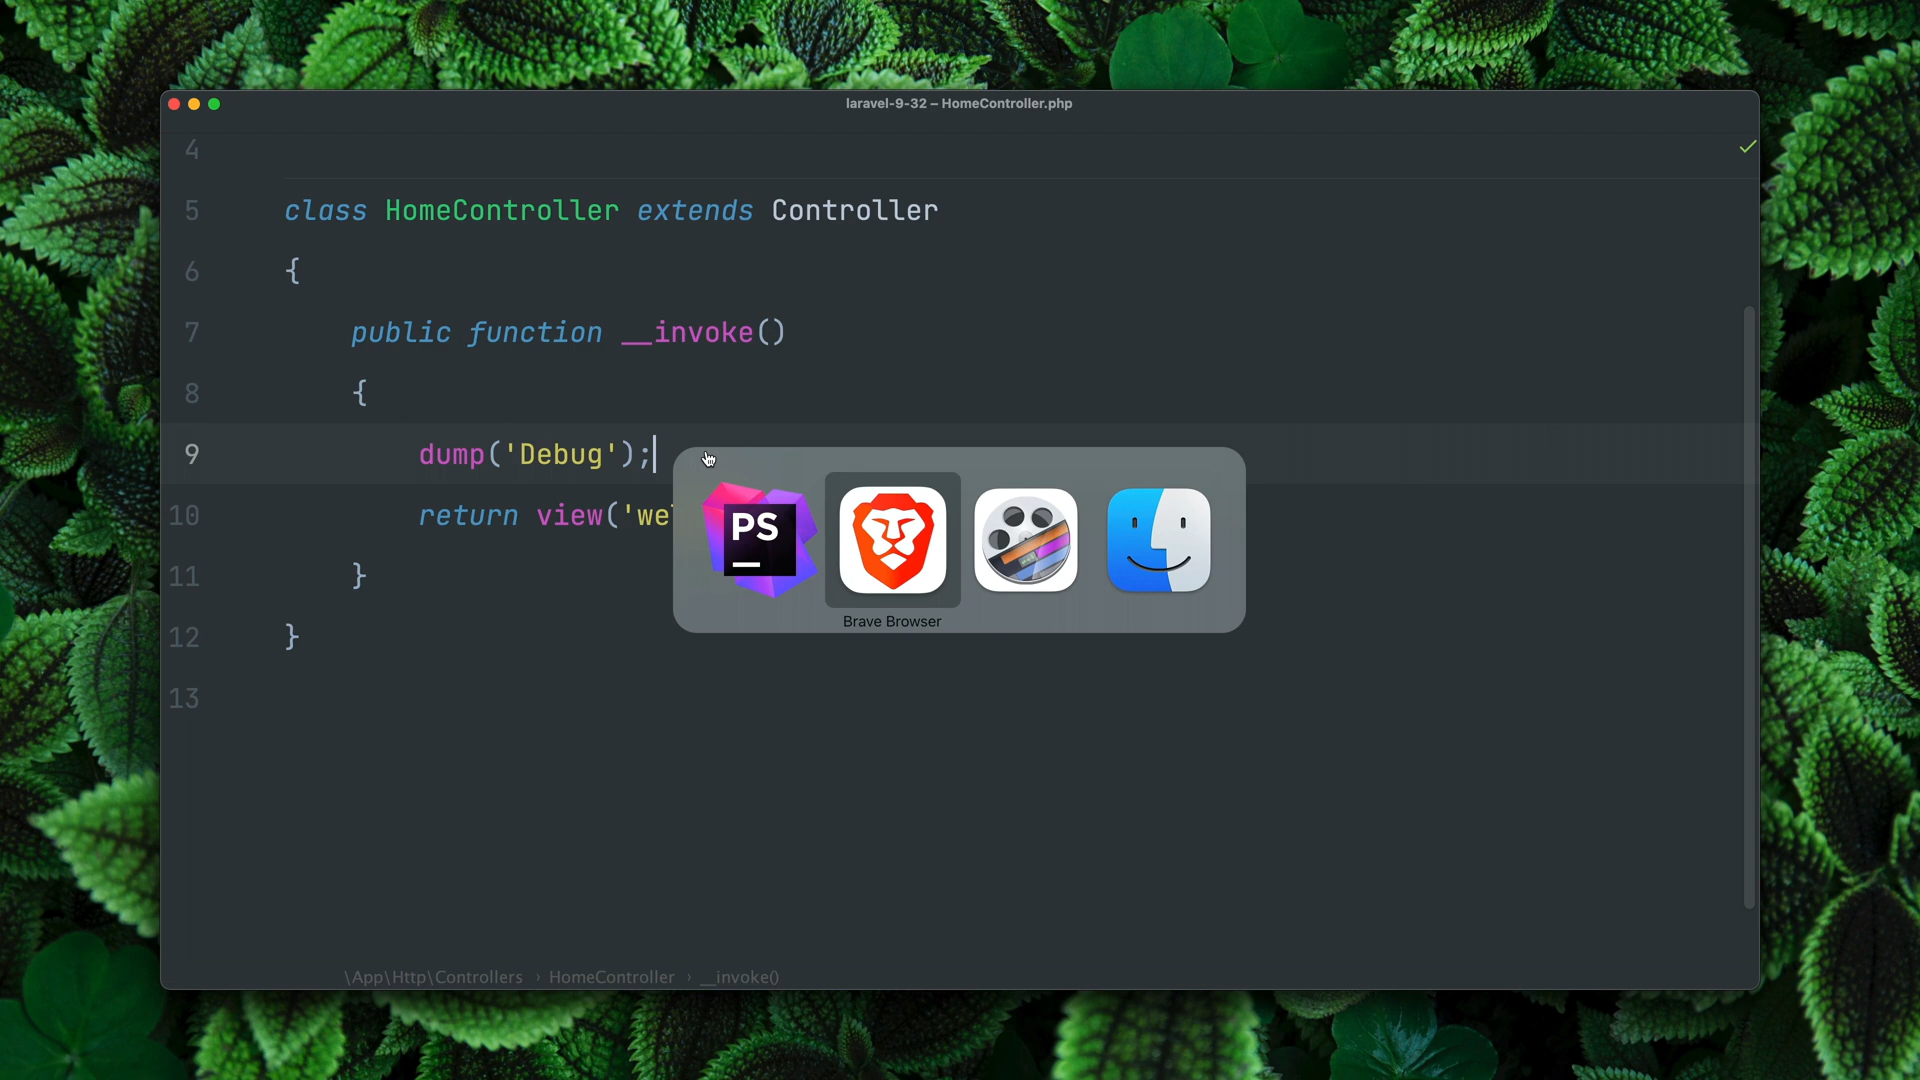 laravel-9-32 – HomeController.php
4
5 class HomeController extends Controller
6 {
7 public function __invoke()
8 {
9 dump('Debug');
10 return view('we
11 }
12 }
13
PS
Brave Browser
\App\Http\Controllers › HomeController › __invoke()